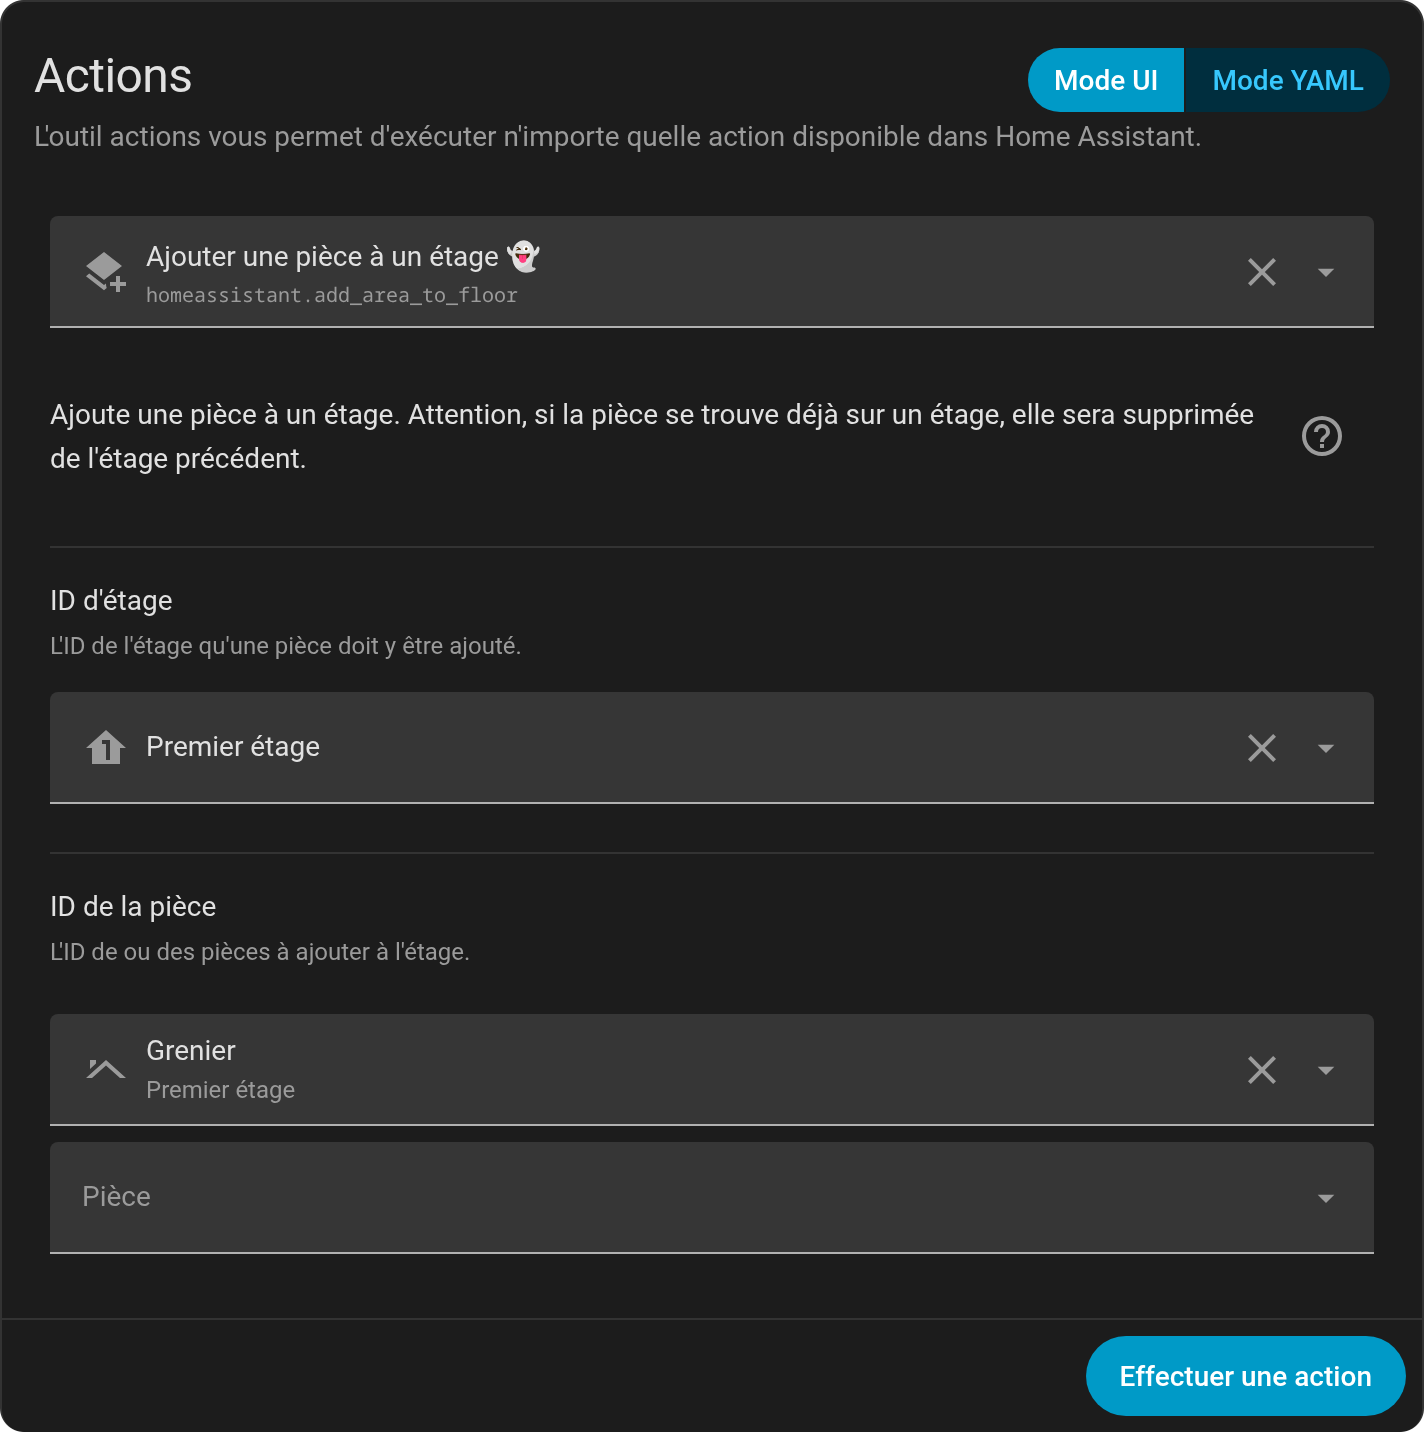 Actions
Mode UI
Mode YAML
L'outil actions vous permet d'exécuter n'importe quelle action disponible dans Home Assistant.
Ajouter une pièce à un étage 👻
homeassistant.add_area_to_floor
Ajoute une pièce à un étage. Attention, si la pièce se trouve déjà sur un étage, elle sera supprimée
de l'étage précédent.
ID d'étage
L'ID de l'étage qu'une pièce doit y être ajouté.
1
Premier étage
ID de la pièce
L'ID de ou des pièces à ajouter à l'étage.
Grenier
Premier étage
Pièce
Effectuer une action